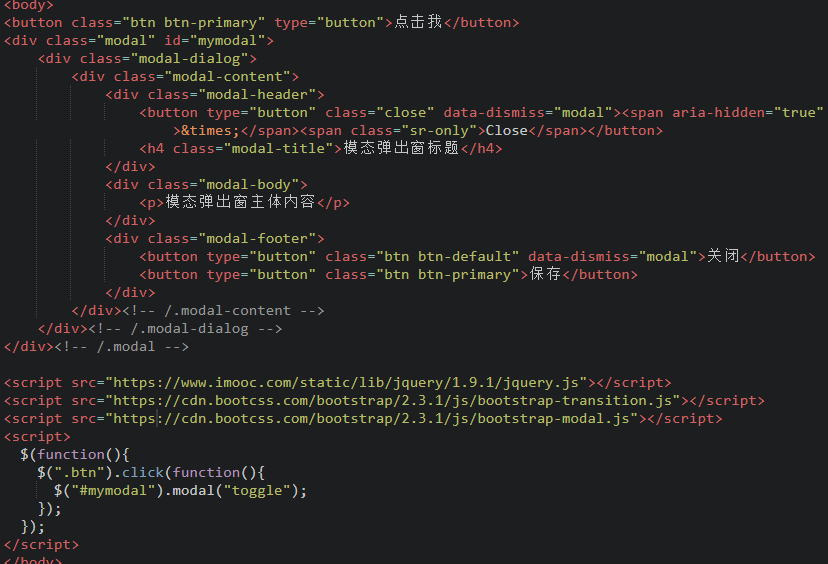 <body>
<button class="btn btn-primary" type="button">点击我</button>
<div class="modal" id="mymodal">
    <div class="modal-dialog">
        <div class="modal-content">
            <div class="modal-header">
                <button type="button" class="close" data-dismiss="modal"><span aria-hidden="true"
                    >&times;</span><span class="sr-only">Close</span></button>
                <h4 class="modal-title">模态弹出窗标题</h4>
            </div>
            <div class="modal-body">
                <p>模态弹出窗主体内容</p>
            </div>
            <div class="modal-footer">
                <button type="button" class="btn btn-default" data-dismiss="modal">关闭</button>
                <button type="button" class="btn btn-primary">保存</button>
            </div>
        </div><!-- /.modal-content -->
    </div><!-- /.modal-dialog -->
</div><!-- /.modal -->
<script src="https://www.imooc.com/static/lib/jquery/1.9.1/jquery.js"></script>
<script src="https://cdn.bootcss.com/bootstrap/2.3.1/js/bootstrap-transition.js"></script>
<script src="https://cdn.bootcss.com/bootstrap/2.3.1/js/bootstrap-modal.js"></script>
<script>
  $(function(){
    $(".btn").click(function(){
      $("#mymodal").modal("toggle");
    });
  });
</script>
</body>